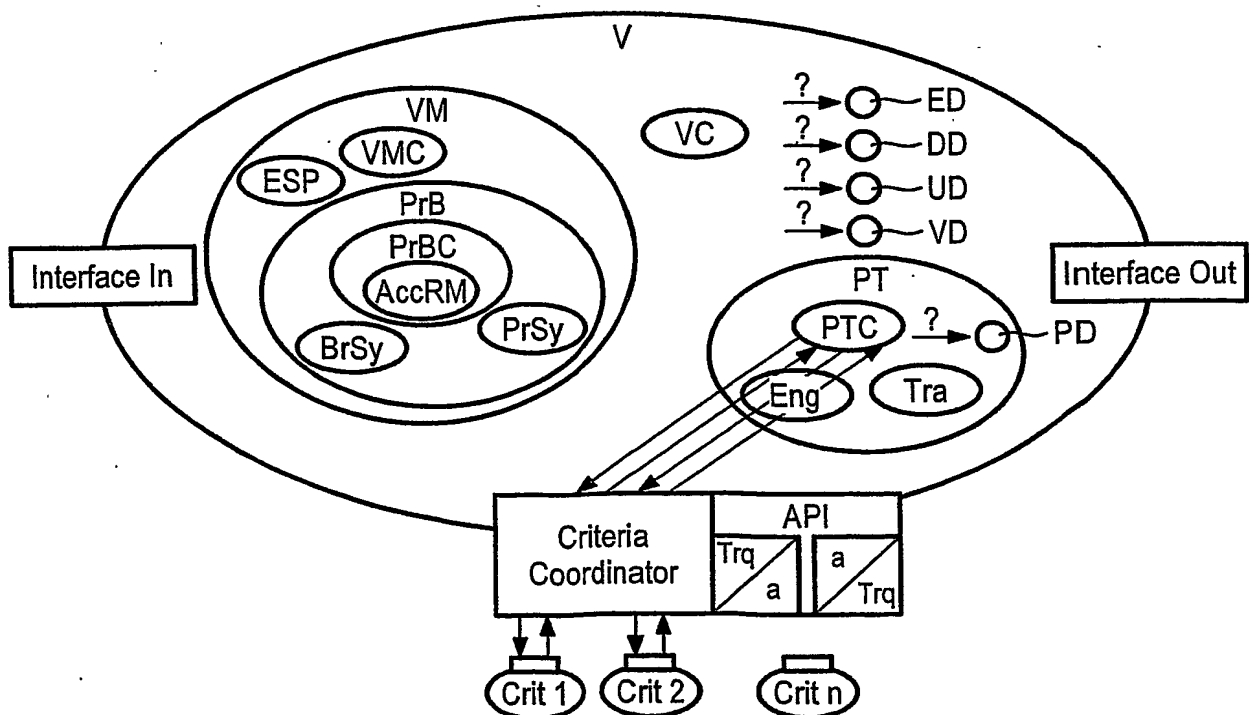 V
VM
VMC
ESP
PrB
PrBC
AccRM
BrSy
PrSy
VC
? ED
? DD
? UD
? VD
Interface In
Interface Out
PT
PTC
? PD
Eng
Tra
Criteria
Coordinator
API
Trq
a
a
Trq
Crit 1
Crit 2
Crit n